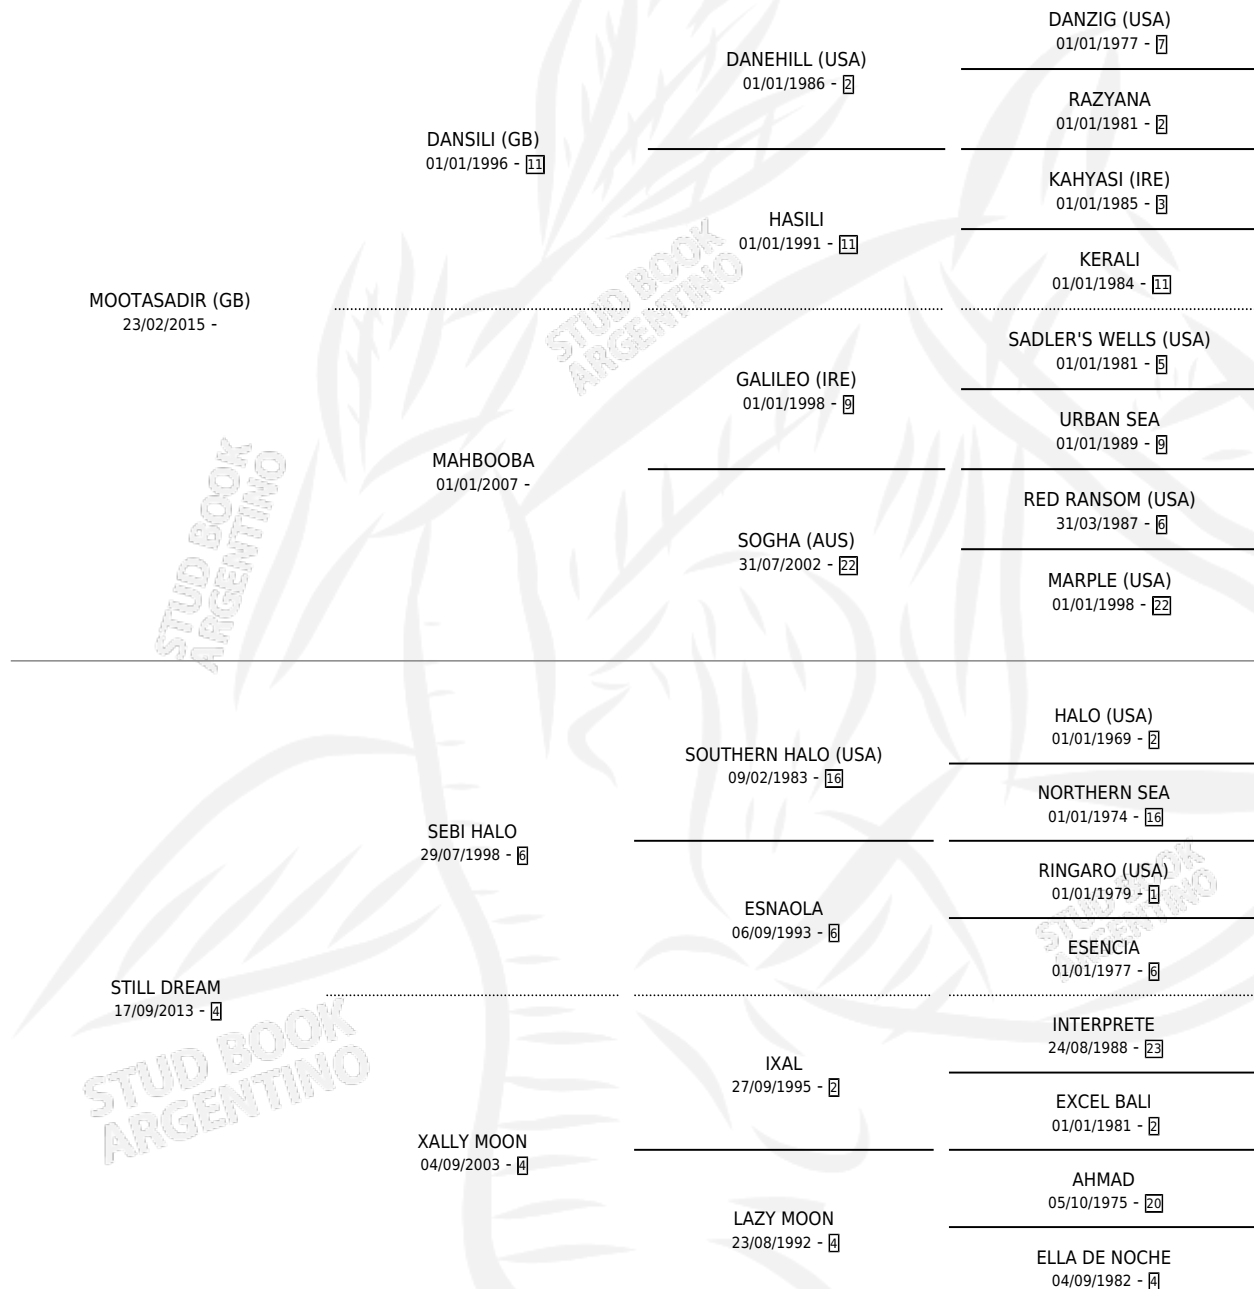 DANZIG (USA)
01/01/1977 - 7
DANEHILL (USA)
01/01/1986 - 2
RAZYANA
01/01/1981 - 2
DANSILI (GB)
01/01/1996 - 11
KAHYASI (IRE)
01/01/1985 - 3
HASILI
01/01/1991 - 11
KERALI
01/01/1984 - 11
MOOTASADIR (GB)
23/02/2015 -
SADLER'S WELLS (USA)
01/01/1981 - 5
GALILEO (IRE)
01/01/1998 - 9
URBAN SEA
01/01/1989 - 9
MAHBOOBA
01/01/2007 -
RED RANSOM (USA)
31/03/1987 - 6
SOGHA (AUS)
31/07/2002 - 22
MARPLE (USA)
01/01/1998 - 22
STUD BOOK
ARGENTINO
STUD BOOK
ARGENTINO
HALO (USA)
01/01/1969 - 2
SOUTHERN HALO (USA)
09/02/1983 - 16
NORTHERN SEA
01/01/1974 - 16
SEBI HALO
29/07/1998 - 6
RINGARO (USA)
01/01/1979 - 1
ESNAOLA
06/09/1993 - 6
ESENCIA
01/01/1977 - 6
STILL DREAM
17/09/2013 - 4
INTERPRETE
24/08/1988 - 23
IXAL
27/09/1995 - 2
EXCEL BALI
01/01/1981 - 2
XALLY MOON
04/09/2003 - 4
AHMAD
05/10/1975 - 20
LAZY MOON
23/08/1992 - 4
ELLA DE NOCHE
04/09/1982 - 4
STUD BOOK
ARGENTINO
STUD BOOK
ARGENTINO